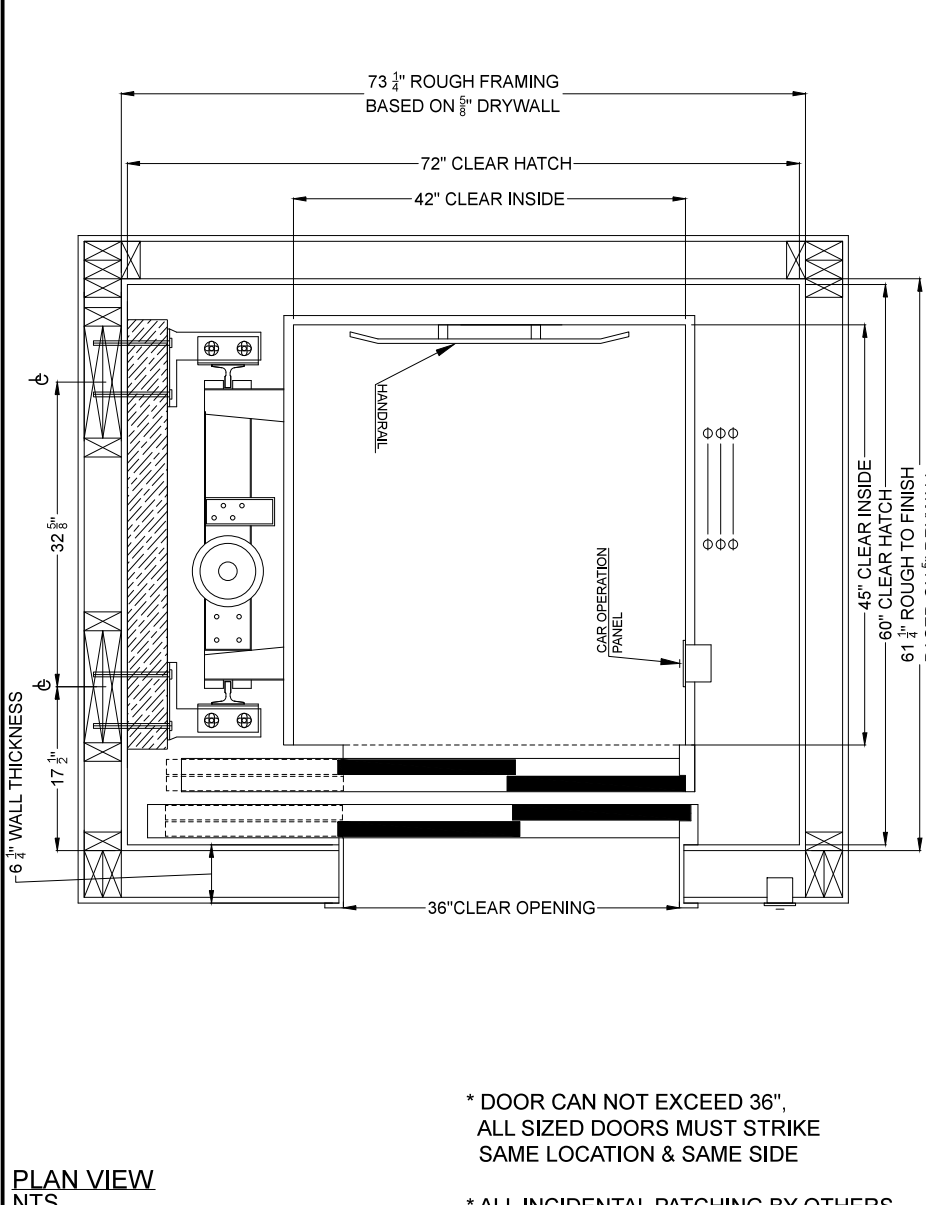 73 1/4" ROUGH FRAMING
BASED ON 5/8" DRYWALL
72" CLEAR HATCH
42" CLEAR INSIDE
HANDRAIL
CAR OPERATION
PANEL
45" CLEAR INSIDE
60" CLEAR HATCH
61 1/4" ROUGH TO FINISH
CL
32 5/8"
CL
17 1/2"
6 1/4" WALL THICKNESS
36"CLEAR OPENING
* DOOR CAN NOT EXCEED 36",
ALL SIZED DOORS MUST STRIKE
SAME LOCATION & SAME SIDE
* ALL INCIDENTAL PATCHING BY OTHERS
PLAN VIEW
NTS